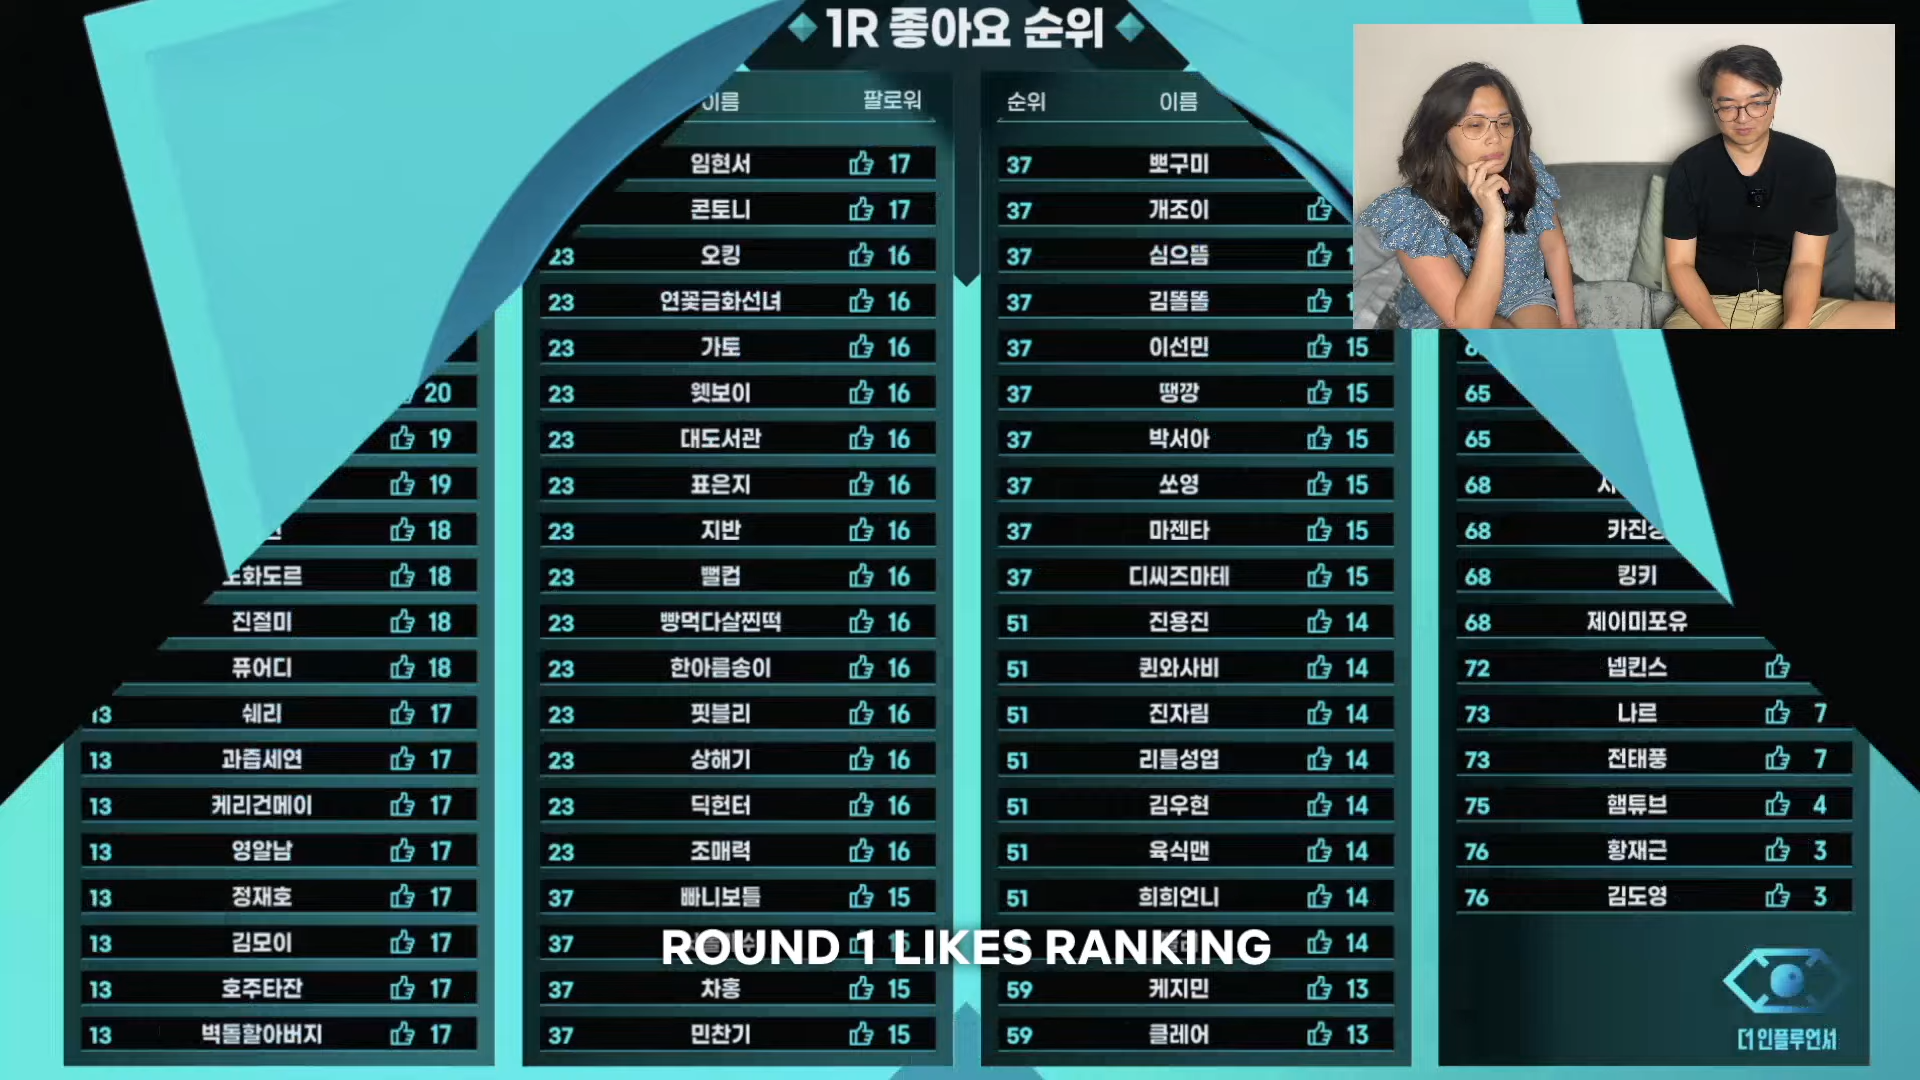 1R 좋아요 순위
이름 팔로워
순위 이름
20
19
19
18
도화도르 18
진절미 18
퓨어디 18
13 쉐리 17
13 과즙세연 17
13 케리건메이 17
13 영알남 17
13 정재호 17
13 김모이 17
13 호주타잔 17
13 벽돌할아버지 17
임현서 17
콘토니 17
23 오킹 16
23 연꽃금화선녀 16
23 가토 16
23 웻보이 16
23 대도서관 16
23 표은지 16
23 지반 16
23 뻘컵 16
23 빵먹다살찐떡 16
23 한아름송이 16
23 핏블리 16
23 상해기 16
23 딕헌터 16
23 조매력 16
37 빠니보틀 15
37 15
37 차홍 15
37 민찬기 15
37 뽀구미
37 개조이
37 심으뜸
37 김똘똘
37 이선민 15
37 땡깡 15
37 박서아 15
37 쏘영 15
37 마젠타 15
37 디씨즈마테 15
51 진용진 14
51 퀸와사비 14
51 진자림 14
51 리틀성엽 14
51 김우현 14
51 육식맨 14
51 희희언니 14
14
59 케지민 13
59 클레어 13
65
65
68
68
68 킹키
68 제이미포유
72 넵킨스
73 나르 7
73 전태풍 7
75 햄튜브 4
76 황재근 3
76 김도영 3
ROUND 1 LIKES RANKING
더 인플루언서